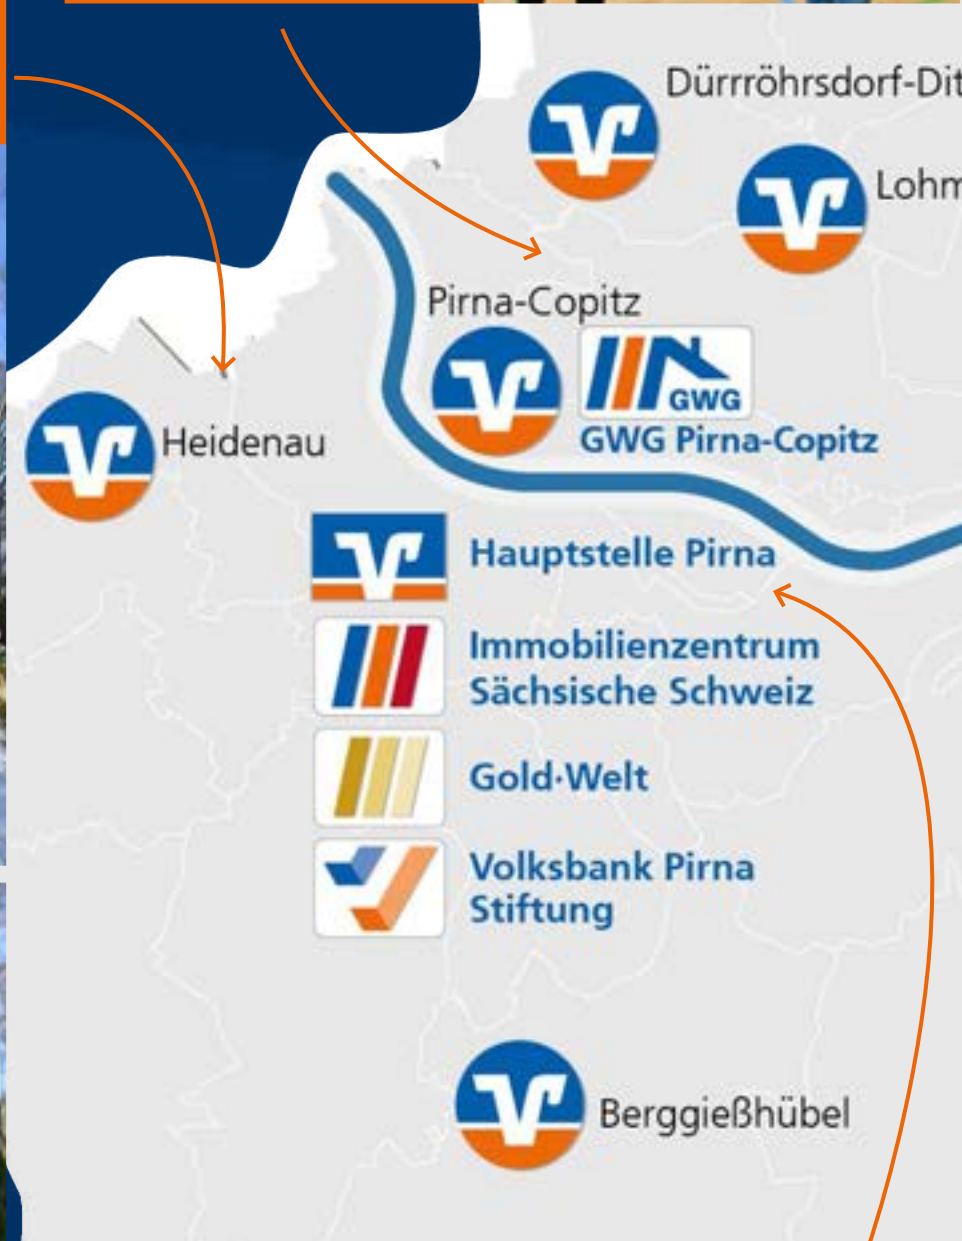 Dürrröhrsdorf-Dit
Lohm
Pirna-Copitz
GWG
GWG Pirna-Copitz
Heidenau
Hauptstelle Pirna
Immobilienzentrum
Sächsische Schweiz
Gold·Welt
Volksbank Pirna
Stiftung
Berggießhübel